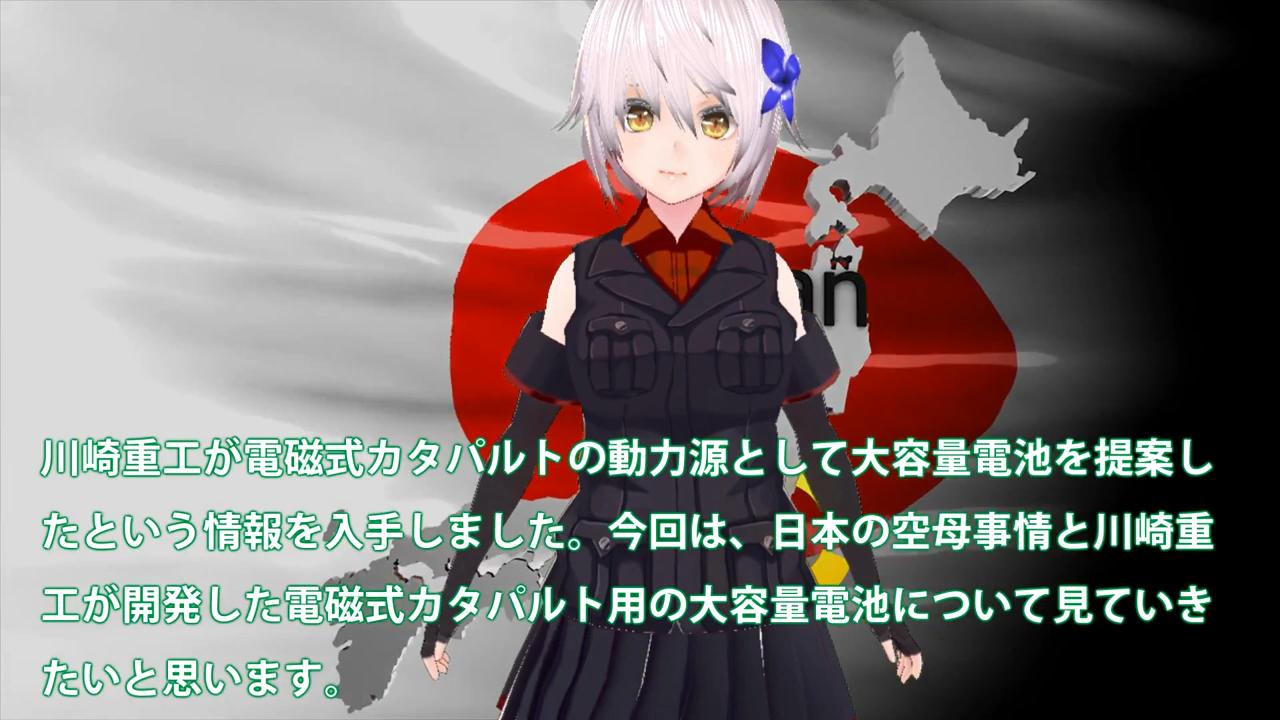 an
川崎重工が電磁式カタパルトの動力源として大容量電池を提案し
たという情報を入手しました。今回は、日本の空母事情と川崎重
工が開発した電磁式カタパルト用の大容量電池について見ていき
たいと思います。